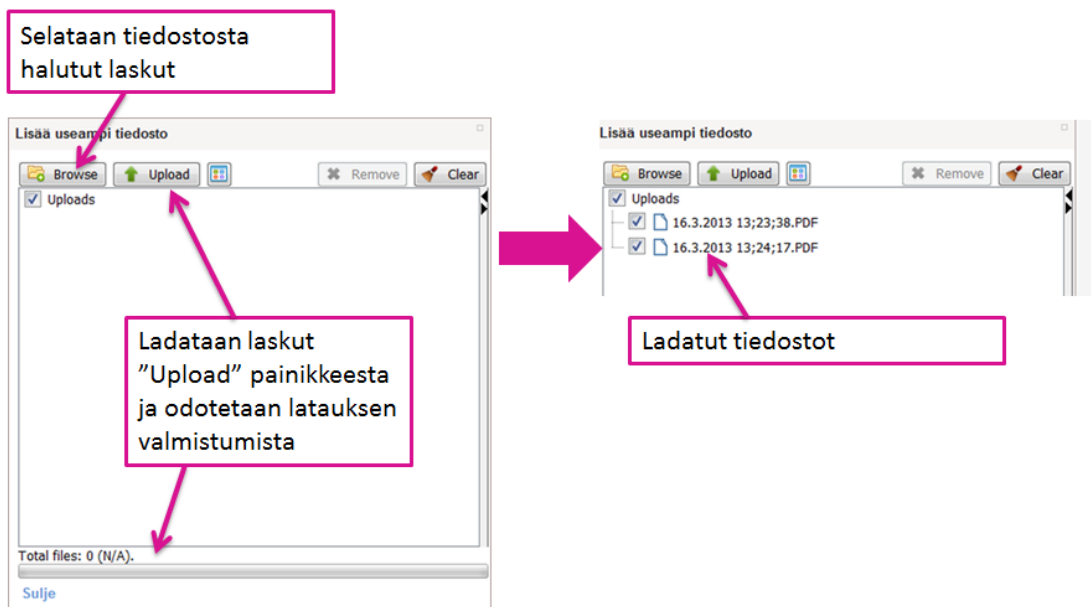 Selataan tiedostosta
halutut laskut
Lisää useampi tiedosto
Browse Upload Remove Clear
Uploads
Ladataan laskut
”Upload” painikkeesta
ja odotetaan latauksen
valmistumista
Total files: 0 (N/A).
Sulje
Lisää useampi tiedosto
Browse Upload Remove Clear
Uploads
16.3.2013 13;23;38.PDF
16.3.2013 13;24;17.PDF
Ladatut tiedostot